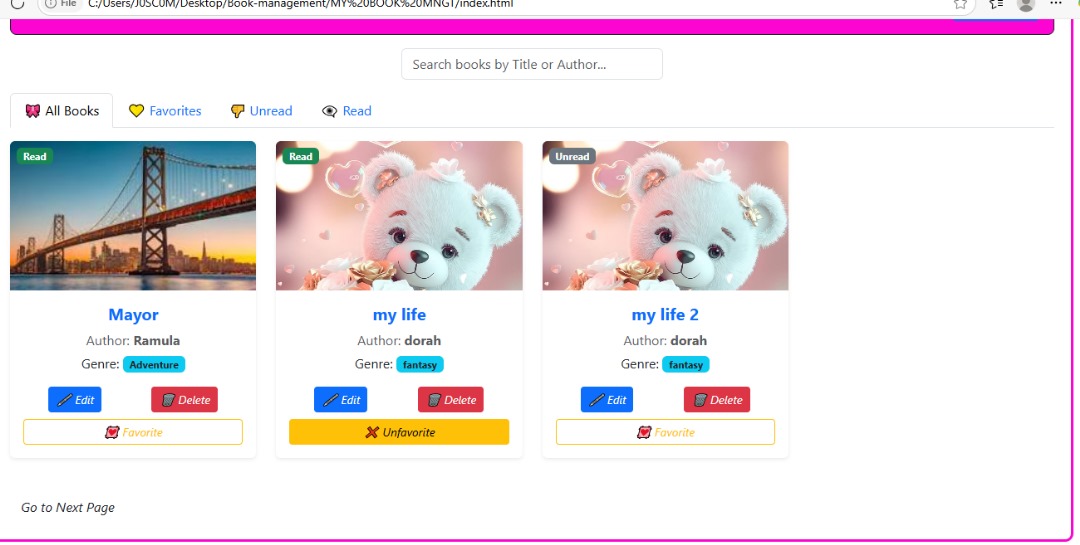 File C:/Users/J0SC0M/Desktop/Book-management/MY%20BOOK%20MNGT/index.html
Search books by Title or Author...
All Books Favorites Unread Read
Read Read Unread
Mayor my life my life 2
Author: Ramula Author: dorah Author: dorah
Genre: Adventure Genre: fantasy Genre: fantasy
Edit Delete Edit Delete Edit Delete
Favorite Unfavorite Favorite
Go to Next Page